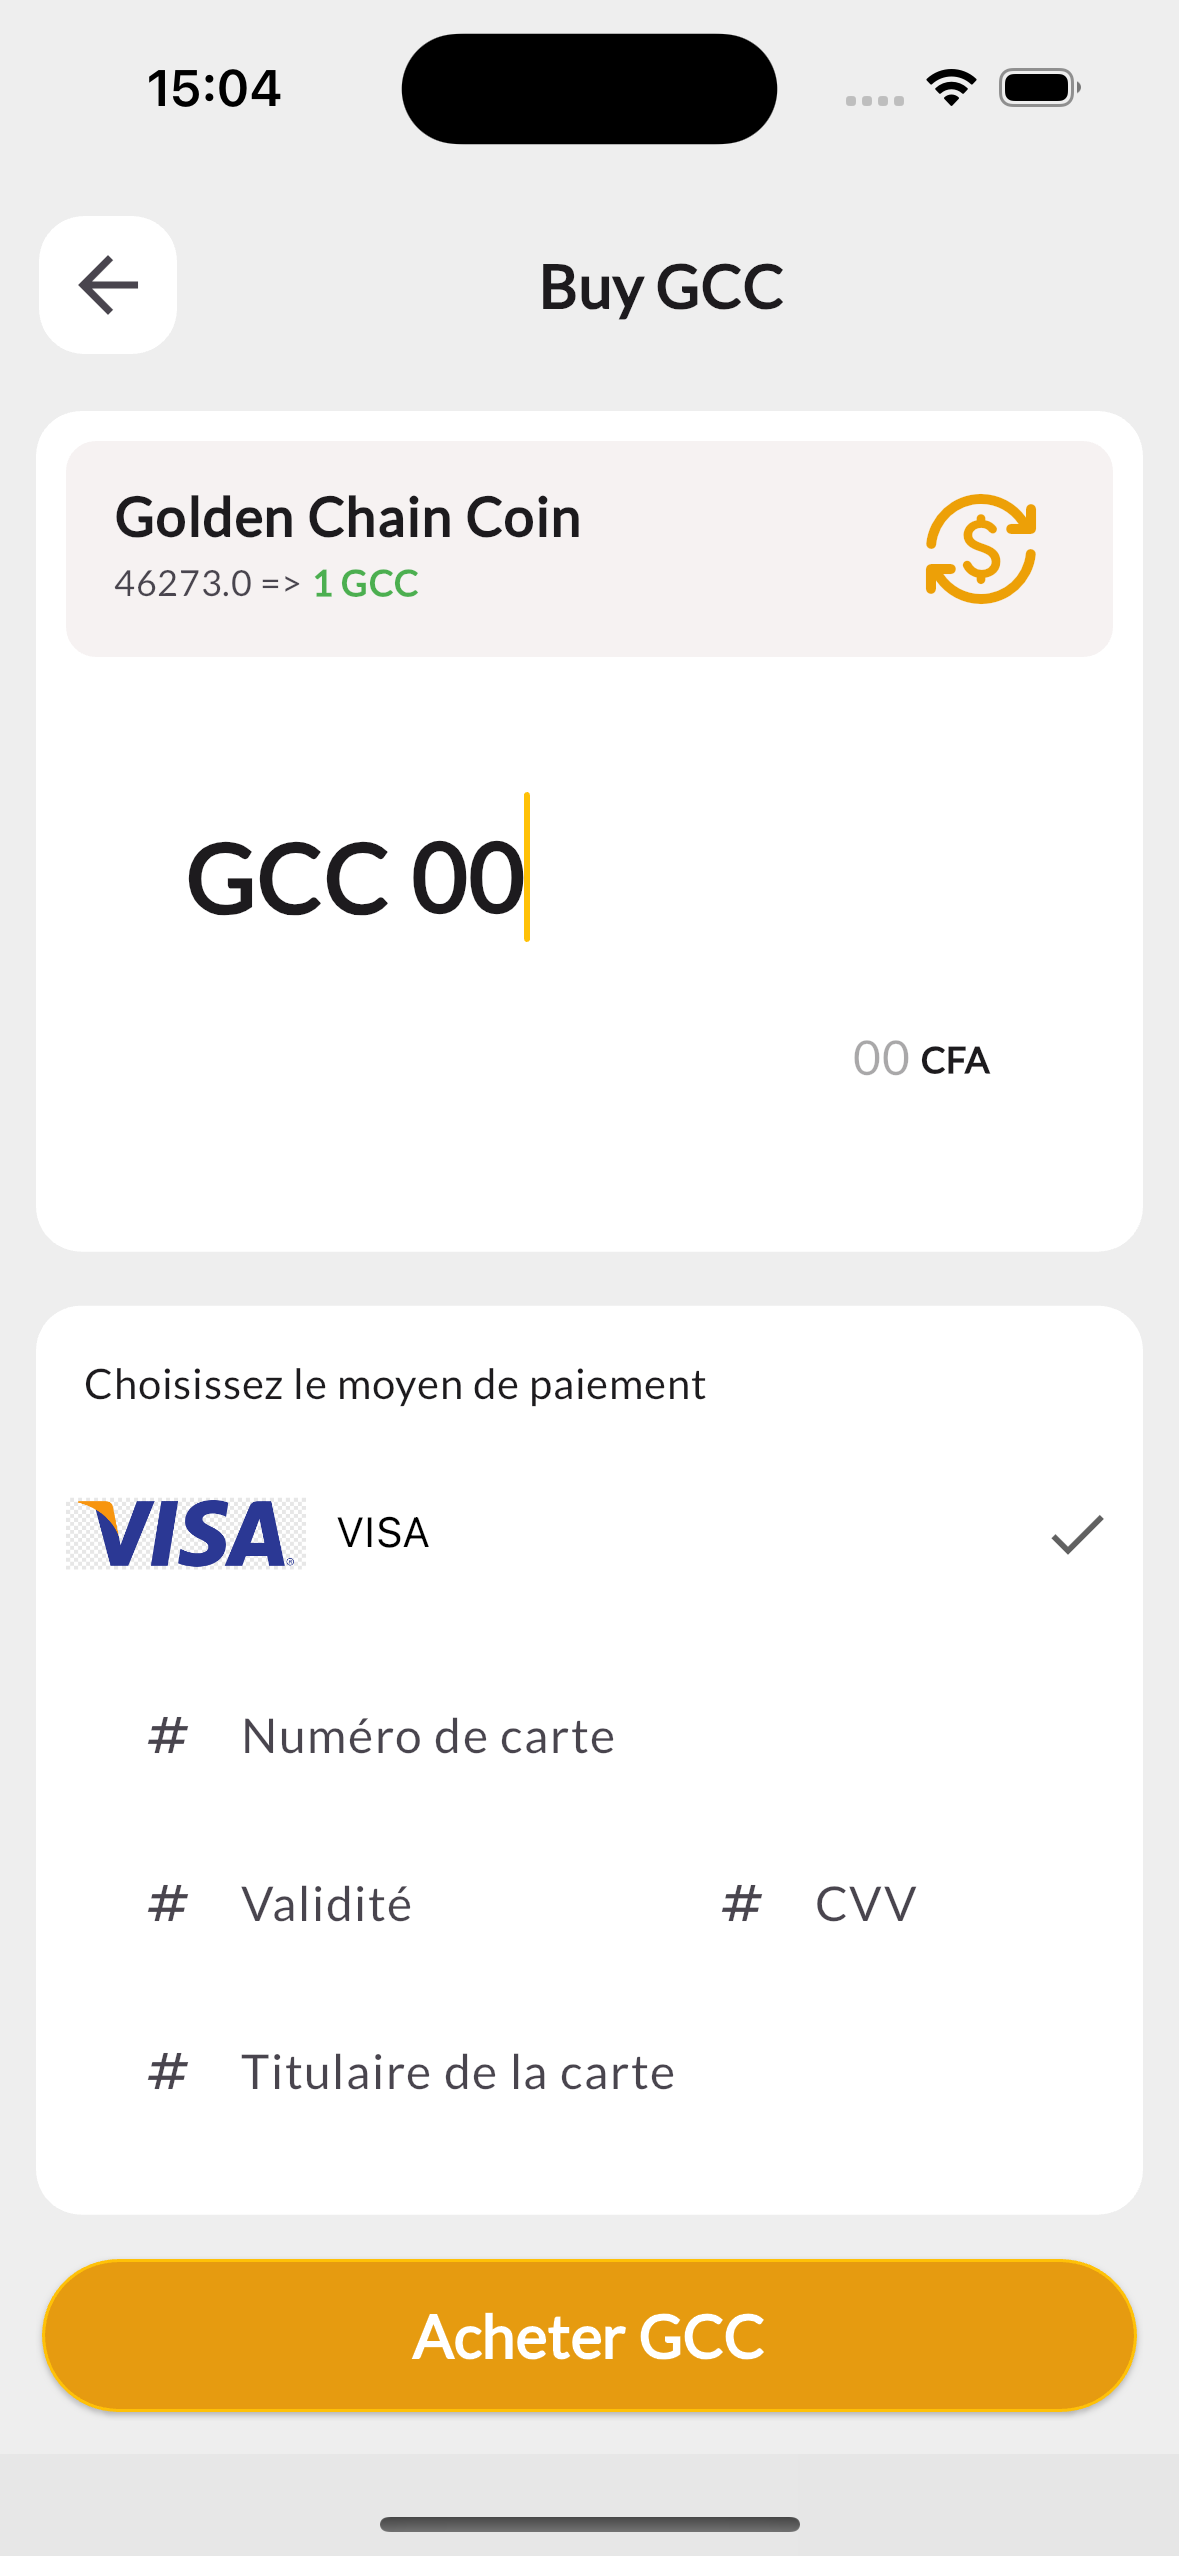 15:04
Buy GCC
Golden Chain Coin
46273.0 => 1 GCC
GCC 00
00 CFA
Choisissez le moyen de paiement
VISA® VISA
# Numéro de carte
# Validité # CVV
# Titulaire de la carte
Acheter GCC